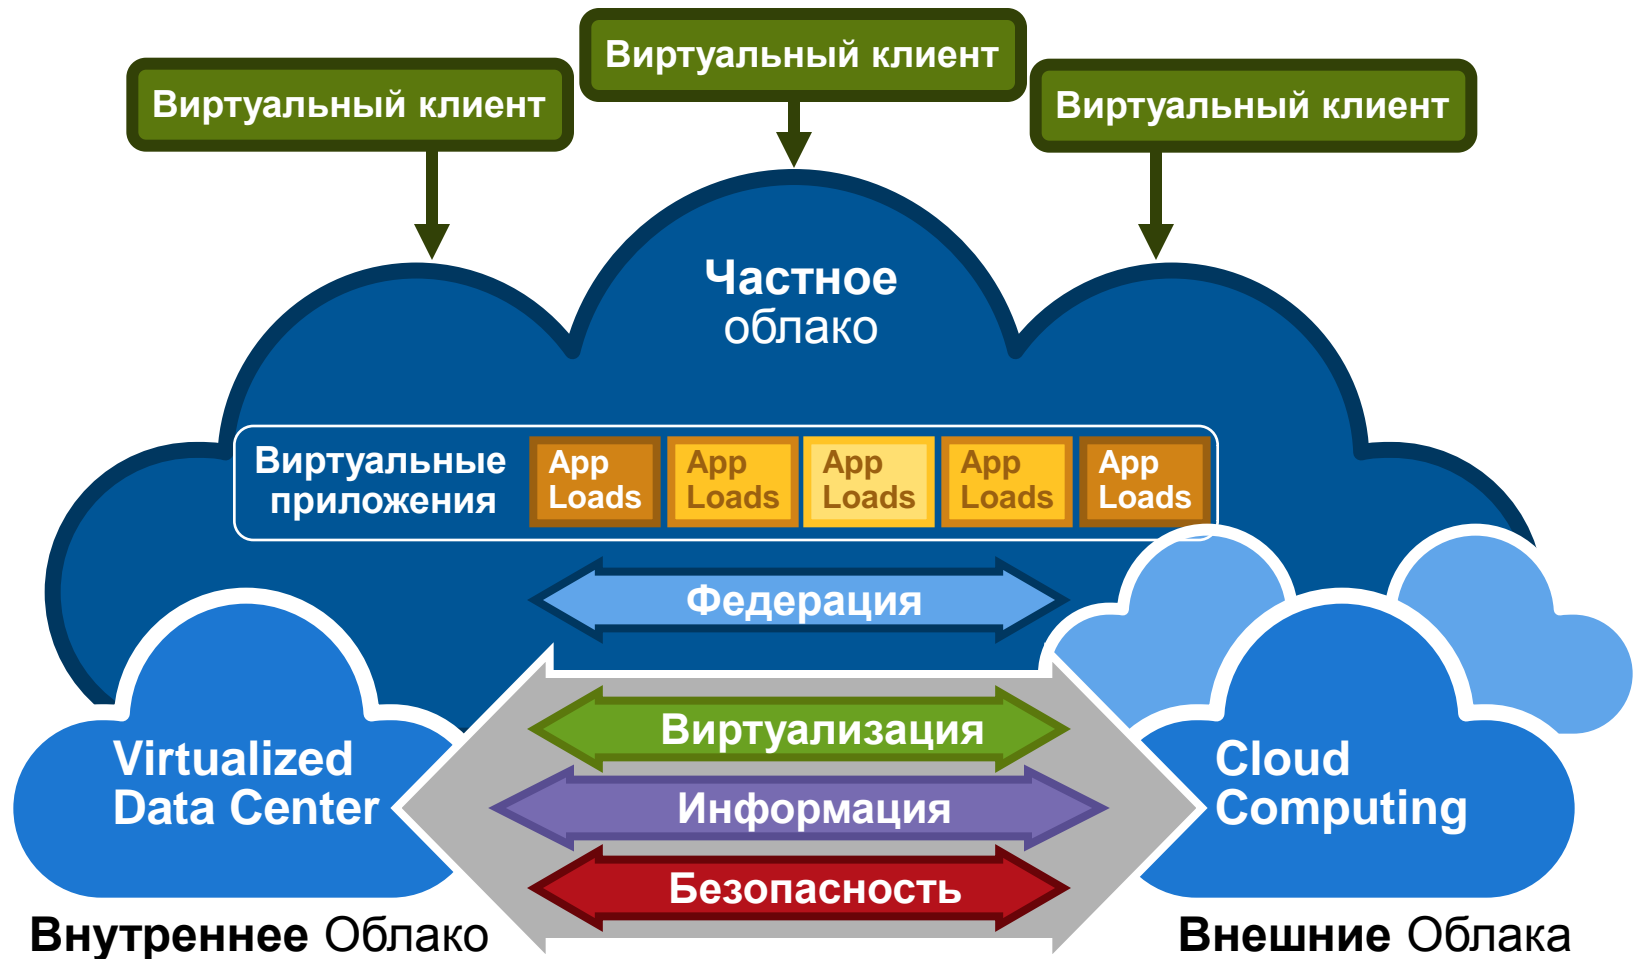 Виртуальный клиент
Виртуальный клиент
Виртуальный клиент
Частное
облако
Виртуальные
приложения
App
Loads
App
Loads
App
Loads
App
Loads
App
Loads
Федерация
Виртуализация
Virtualized
Data Center
Cloud
Computing
Информация
Безопасность
Внутреннее Облако
Внешние Облака